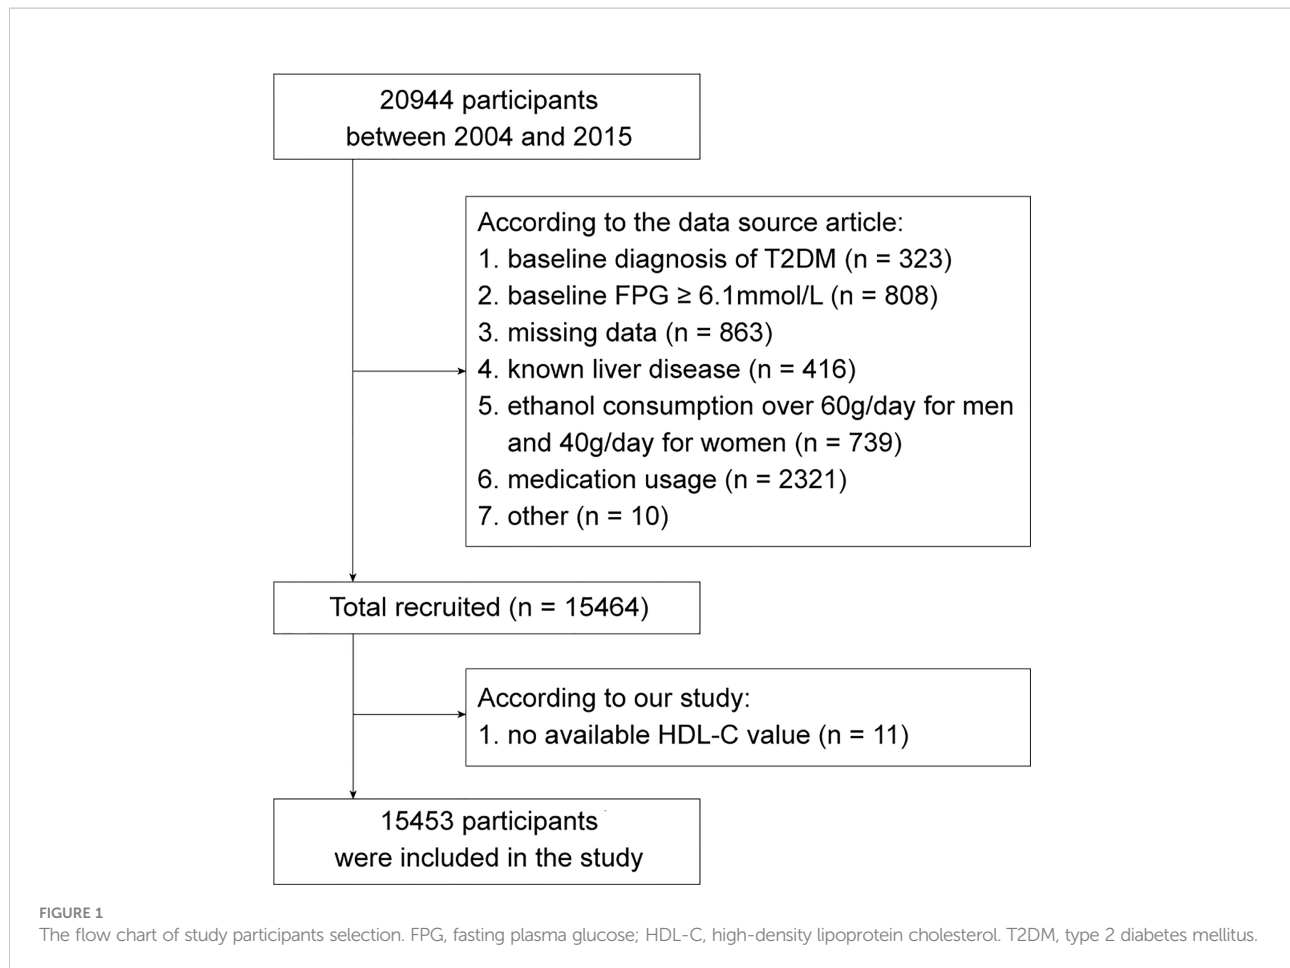 20944 participants
between 2004 and 2015
According to the data source article:
1. baseline diagnosis of T2DM (n = 323)
2. baseline FPG ≥ 6.1mmol/L (n = 808)
3. missing data (n = 863)
4. known liver disease (n = 416)
5. ethanol consumption over 60g/day for men
and 40g/day for women (n = 739)
6. medication usage (n = 2321)
7. other (n = 10)
Total recruited (n = 15464)
According to our study:
1. no available HDL-C value (n = 11)
15453 participants
were included in the study
FIGURE 1
The flow chart of study participants selection. FPG, fasting plasma glucose; HDL-C, high-density lipoprotein cholesterol. T2DM, type 2 diabetes mellitus.